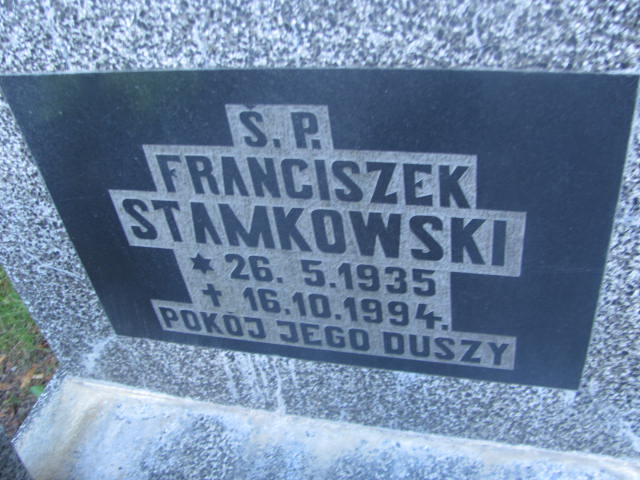 Ś. P.
FRANCISZEK
STAMKOWSKI
✶ 26. 5.1935
✝ 16.10.1994.
POKÓJ JEGO DUSZY